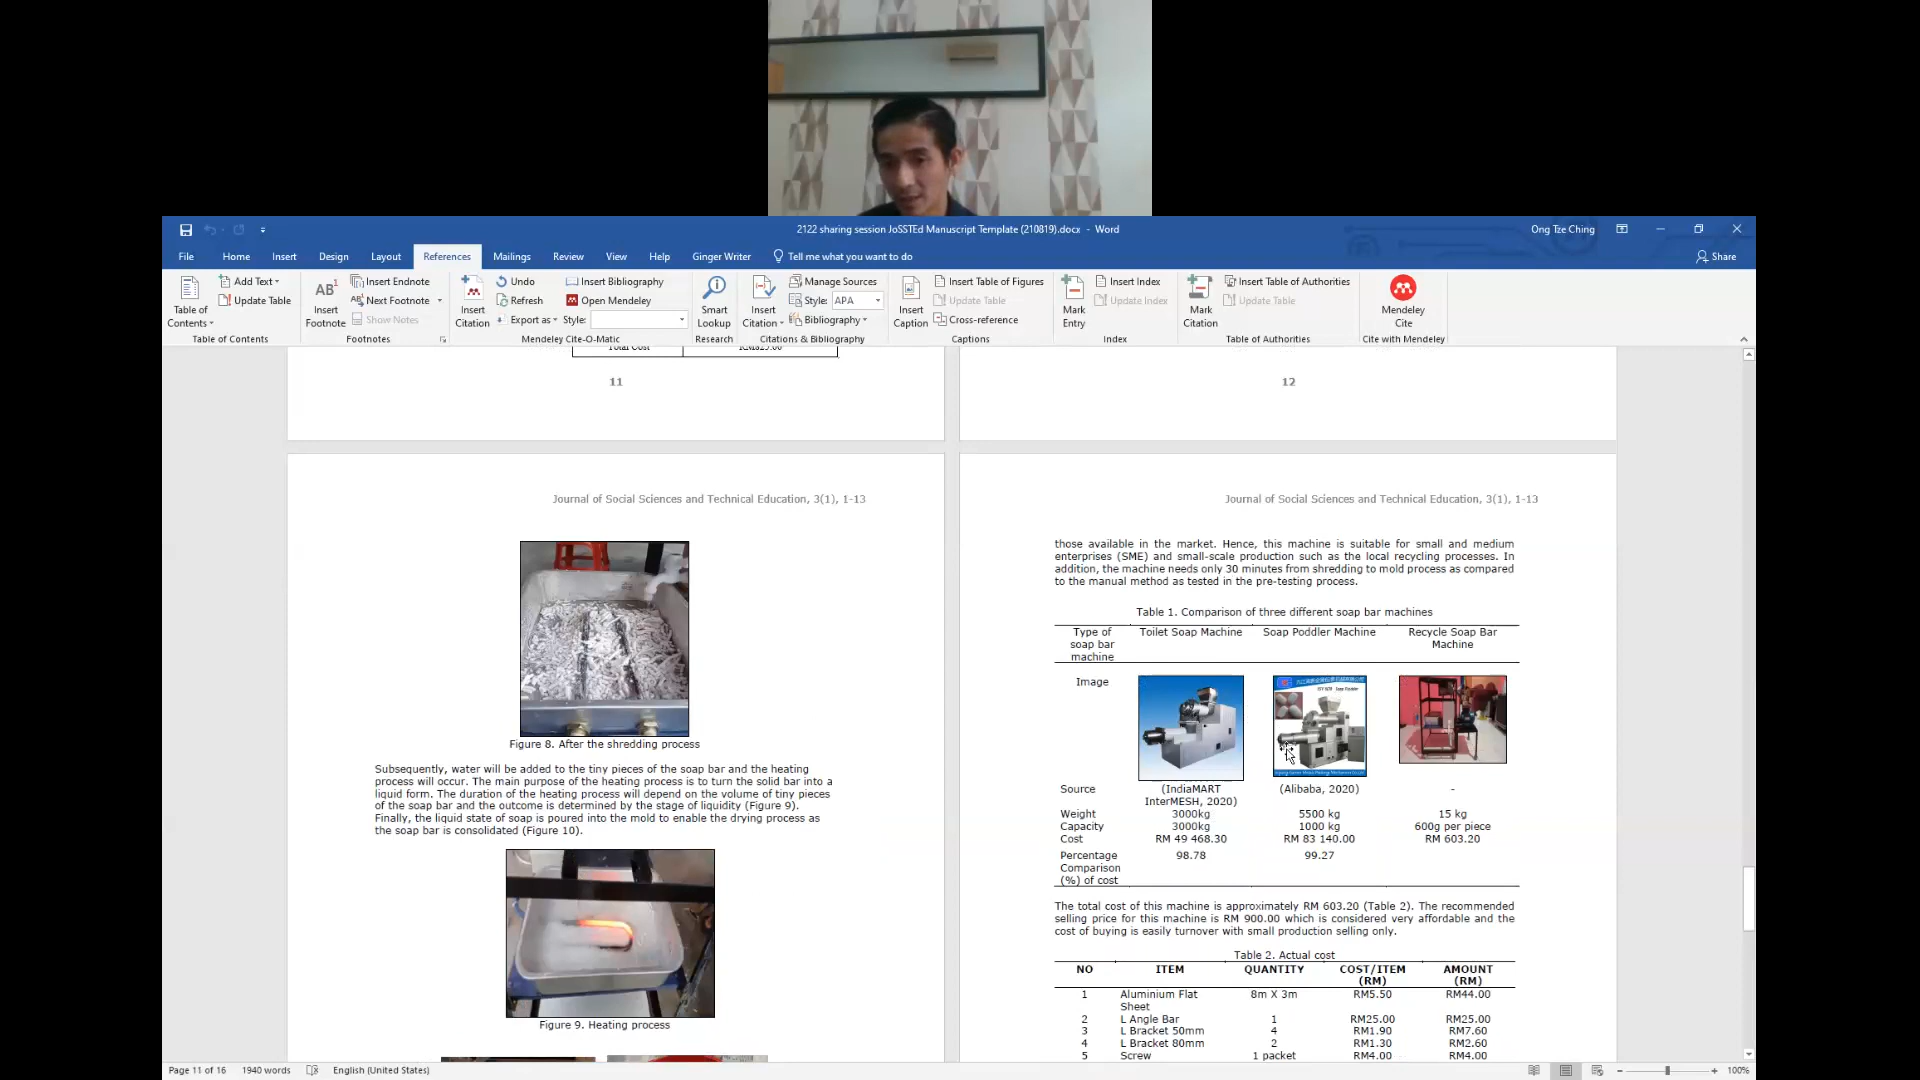 2122 sharing session JoSSTEd Manuscript Template (210819).docx - Word
Ong Tze Ching
File Home Insert Design Layout References Mailings Review View Help Ginger Writer Tell me what you want to do Share
Table of Contents
Add Text
Update Table
Table of Contents
AB1
Insert Footnote
Insert Endnote
Next Footnote
Show Notes
Footnotes
Insert Citation
Undo
Refresh
Export as
Insert Bibliography
Open Mendeley
Style:
Mendeley Cite-O-Matic
Smart Lookup
Research
Insert Citation
Manage Sources
Style: APA
Bibliography
Citations & Bibliography
Insert Caption
Insert Table of Figures
Update Table
Cross-reference
Captions
Mark Entry
Insert Index
Update Index
Index
Mark Citation
Insert Table of Authorities
Update Table
Table of Authorities
Mendeley Cite
Cite with Mendeley
Total Cost
11
12
Journal of Social Sciences and Technical Education, 3(1), 1-13
Figure 8. After the shredding process
Subsequently, water will be added to the tiny pieces of the soap bar and the heating
process will occur. The main purpose of the heating process is to turn the solid bar into a
liquid form. The duration of the heating process will depend on the volume of tiny pieces
of the soap bar and the outcome is determined by the stage of liquidity (Figure 9).
Finally, the liquid state of soap is poured into the mold to enable the drying process as
the soap bar is consolidated (Figure 10).
Figure 9. Heating process
Journal of Social Sciences and Technical Education, 3(1), 1-13
those available in the market. Hence, this machine is suitable for small and medium
enterprises (SME) and small-scale production such as the local recycling processes. In
addition, the machine needs only 30 minutes from shredding to mold process as compared
to the manual method as tested in the pre-testing process.
Table 1. Comparison of three different soap bar machines
Type of soap bar machine Toilet Soap Machine Soap Poddler Machine Recycle Soap Bar Machine
Image
Source (IndiaMART InterMESH, 2020) (Alibaba, 2020) -
Weight 3000kg 5500 kg 15 kg
Capacity 3000kg 1000 kg 600g per piece
Cost RM 49 468.30 RM 83 140.00 RM 603.20
Percentage Comparison (%) of cost 98.78 99.27
The total cost of this machine is approximately RM 603.20 (Table 2). The recommended
selling price for this machine is RM 900.00 which is considered very affordable and the
cost of buying is easily turnover with small production selling only.
Table 2. Actual cost
NO ITEM QUANTITY COST/ITEM (RM) AMOUNT (RM)
1 Aluminium Flat Sheet 8m X 3m RM5.50 RM44.00
2 L Angle Bar 1 RM25.00 RM25.00
3 L Bracket 50mm 4 RM1.90 RM7.60
4 L Bracket 80mm 2 RM1.30 RM2.60
5 Screw 1 packet RM4.00 RM4.00
Page 11 of 16 1940 words English (United States) 100%